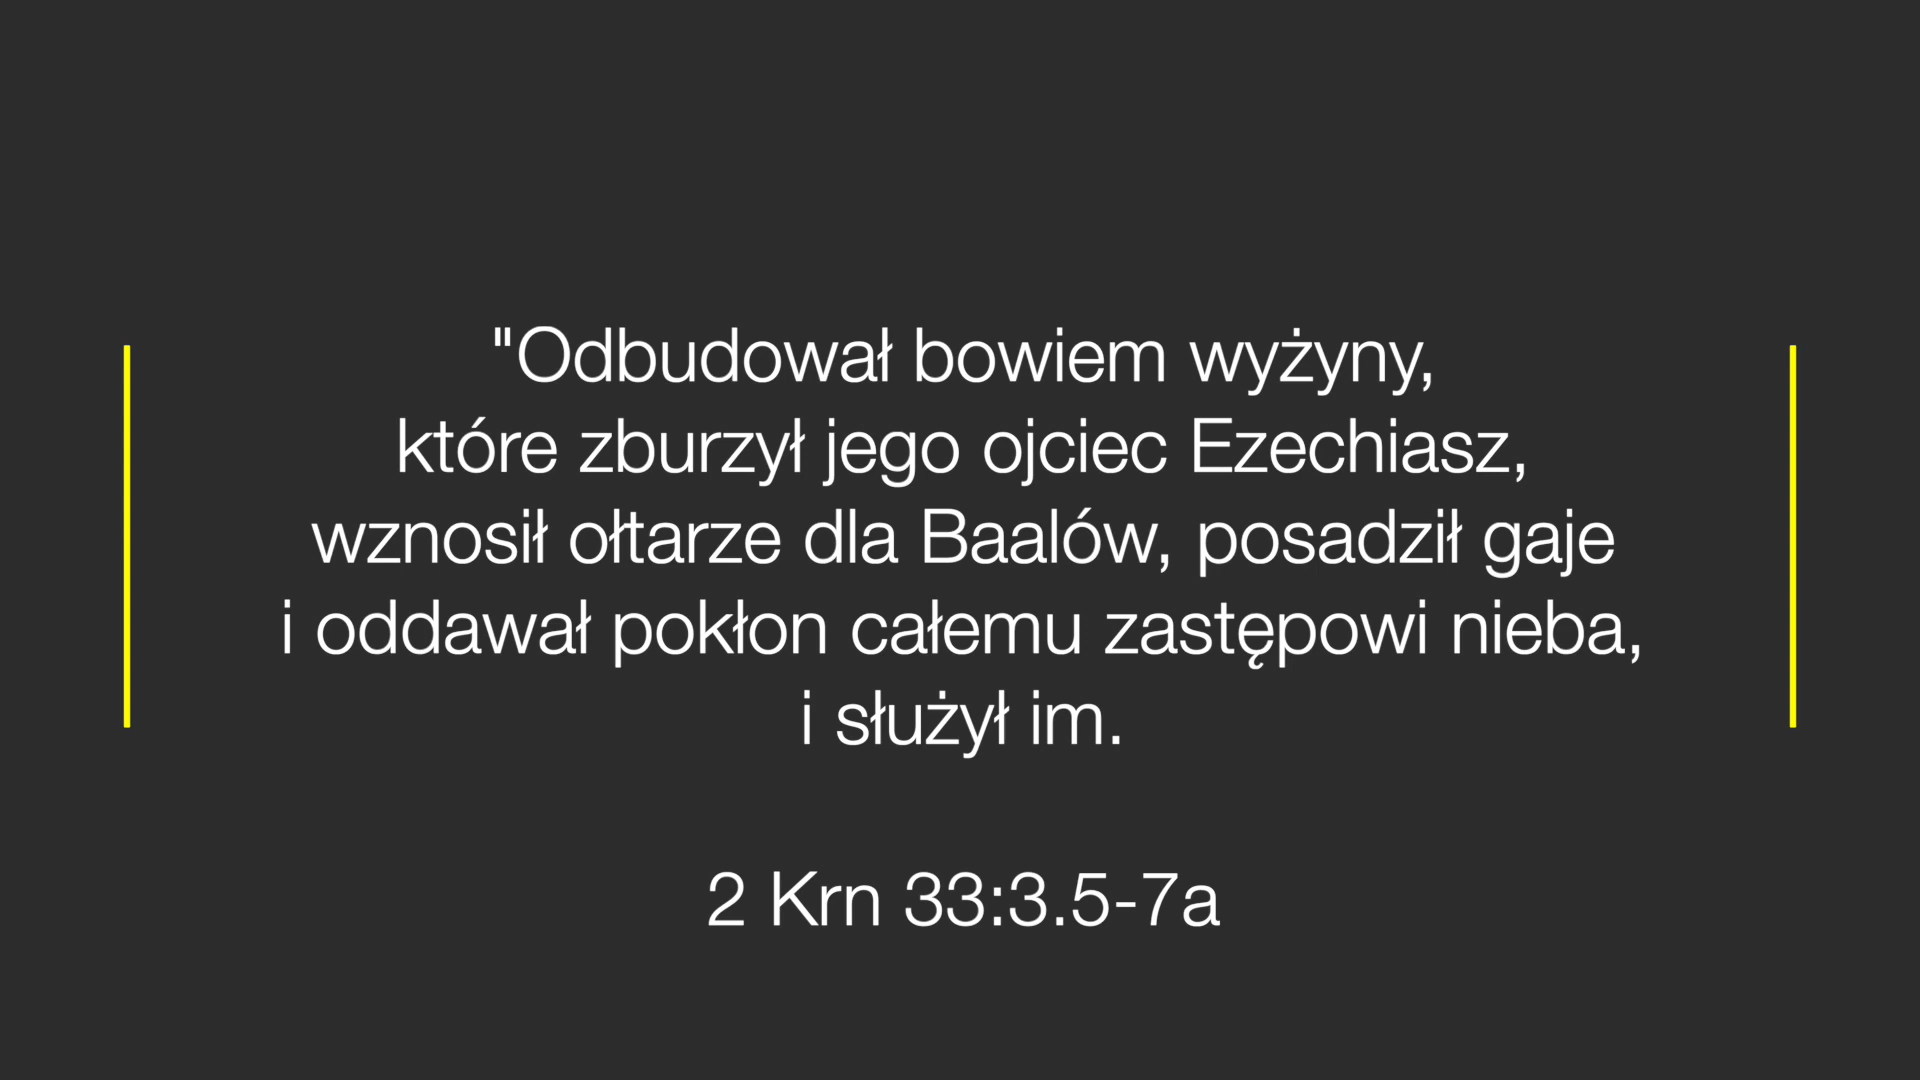 "Odbudował bowiem wyżyny,
które zburzył jego ojciec Ezechiasz,
wznosił ołtarze dla Baalów, posadził gaje
i oddawał pokłon całemu zastępowi nieba,
i służył im.
2 Krn 33:3.5-7a